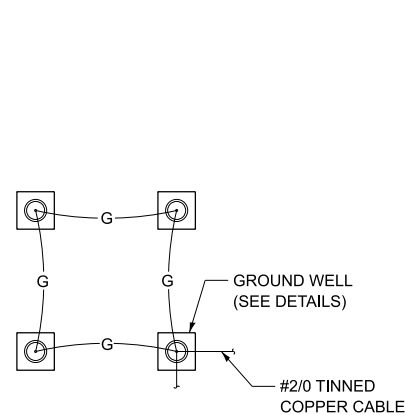 G
G
G
G
GROUND WELL
(SEE DETAILS)
#2/0 TINNED
COPPER CABLE